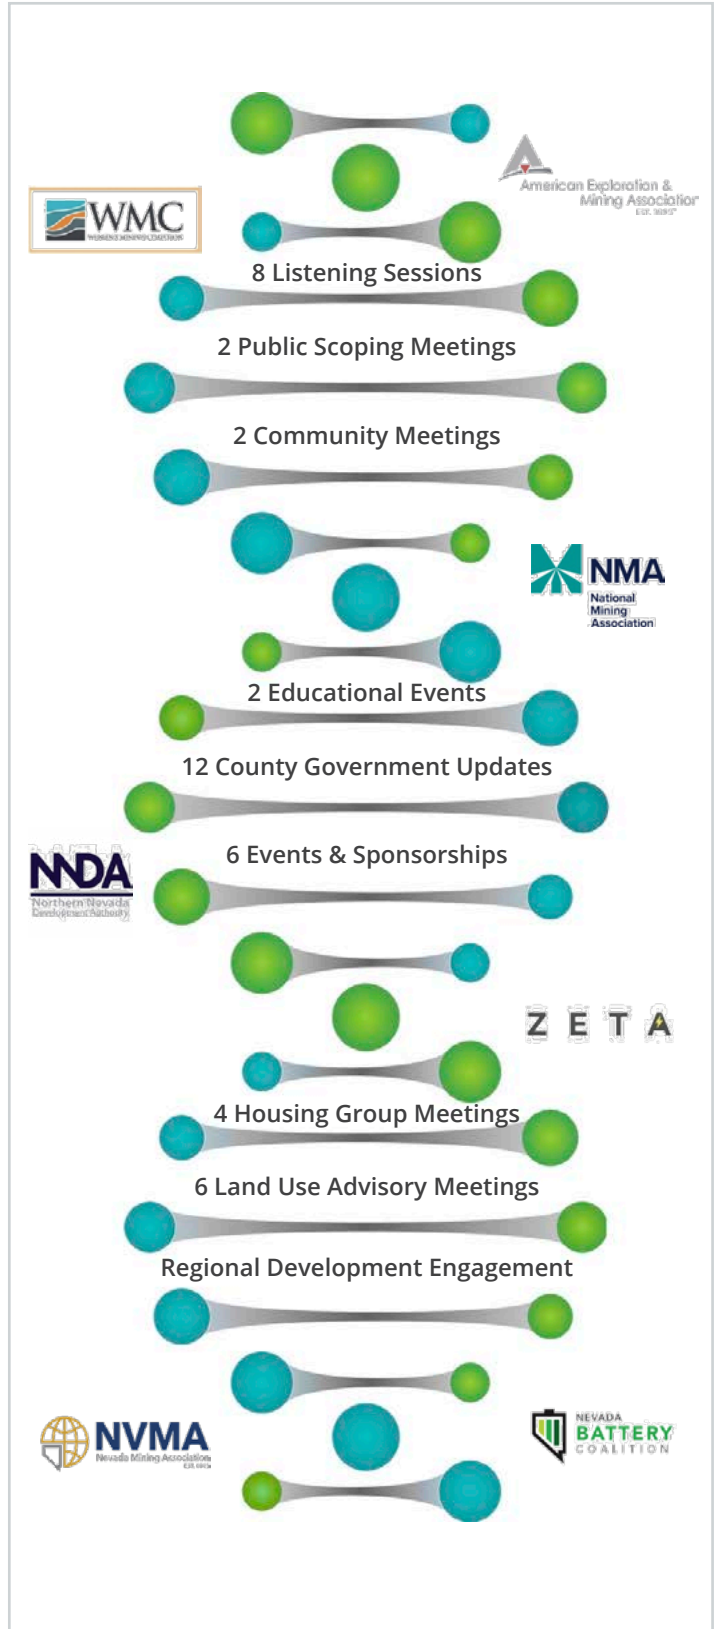 American Exploration &
Mining Association
WMC
8 Listening Sessions
2 Public Scoping Meetings
2 Community Meetings
NMA
National
Mining
Association
2 Educational Events
12 County Government Updates
6 Events & Sponsorships
NNDA
Northern Nevada
Development Authority
ZETA
4 Housing Group Meetings
6 Land Use Advisory Meetings
Regional Development Engagement
NVMA
Nevada Mining Association
NEVADA
BATTERY
COALITION